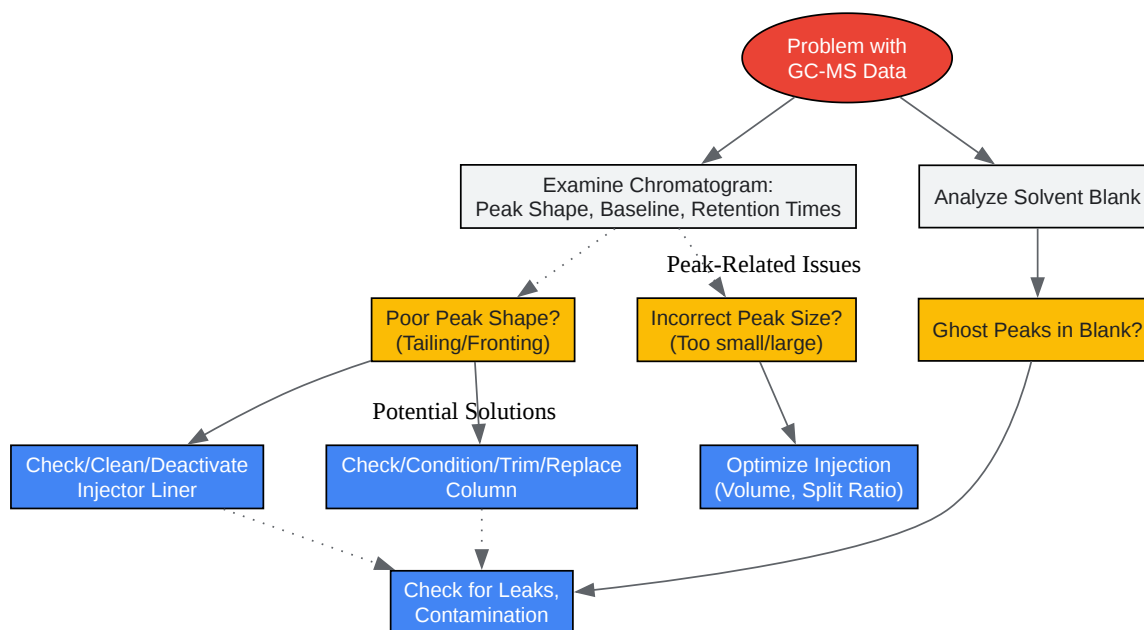 Problem with
GC-MS Data
Examine Chromatogram:
Peak Shape, Baseline, Retention Times
Analyze Solvent Blank
Peak-Related Issues
Poor Peak Shape?
(Tailing/Fronting)
Incorrect Peak Size?
(Too small/large)
Ghost Peaks in Blank?
Potential Solutions
Check/Clean/Deactivate
Injector Liner
Check/Condition/Trim/Replace
Column
Optimize Injection
(Volume, Split Ratio)
Check for Leaks,
Contamination